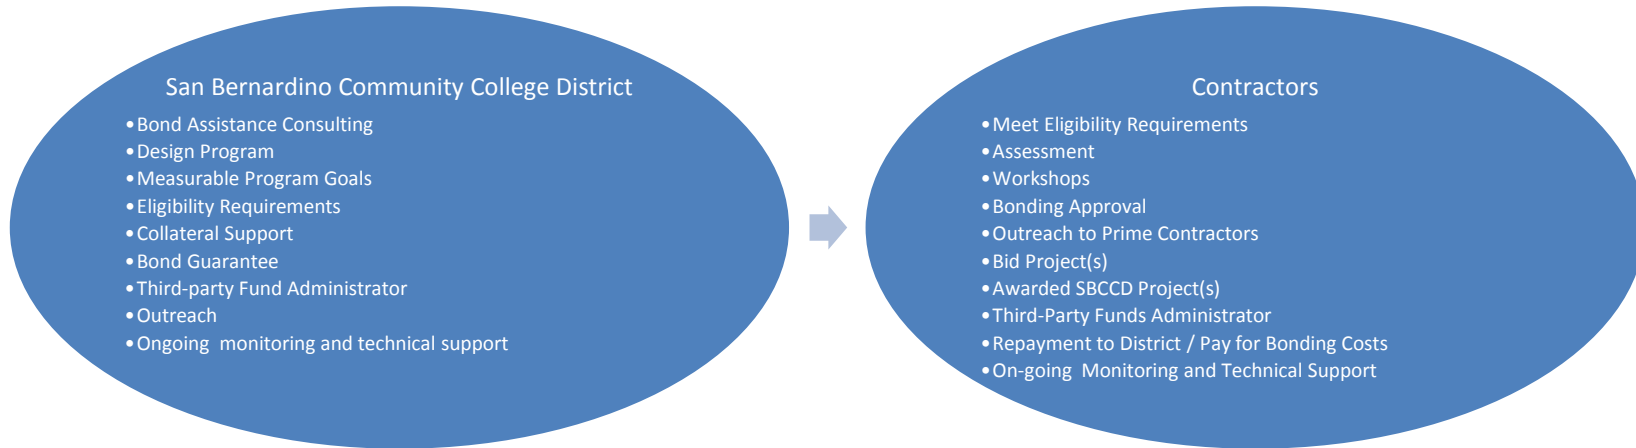 San Bernardino Community College District
•Bond Assistance Consulting
•Design Program
•Measurable Program Goals
•Eligibility Requirements
•Collateral Support
•Bond Guarantee
•Third-party Fund Administrator
•Outreach
•Ongoing  monitoring and technical support
Contractors
•Meet Eligibility Requirements
•Assessment
•Workshops
•Bonding Approval
•Outreach to Prime Contractors
•Bid Project(s)
•Awarded SBCCD Project(s)
•Third-Party Funds Administrator
•Repayment to District / Pay for Bonding Costs
•On-going  Monitoring and Technical Support